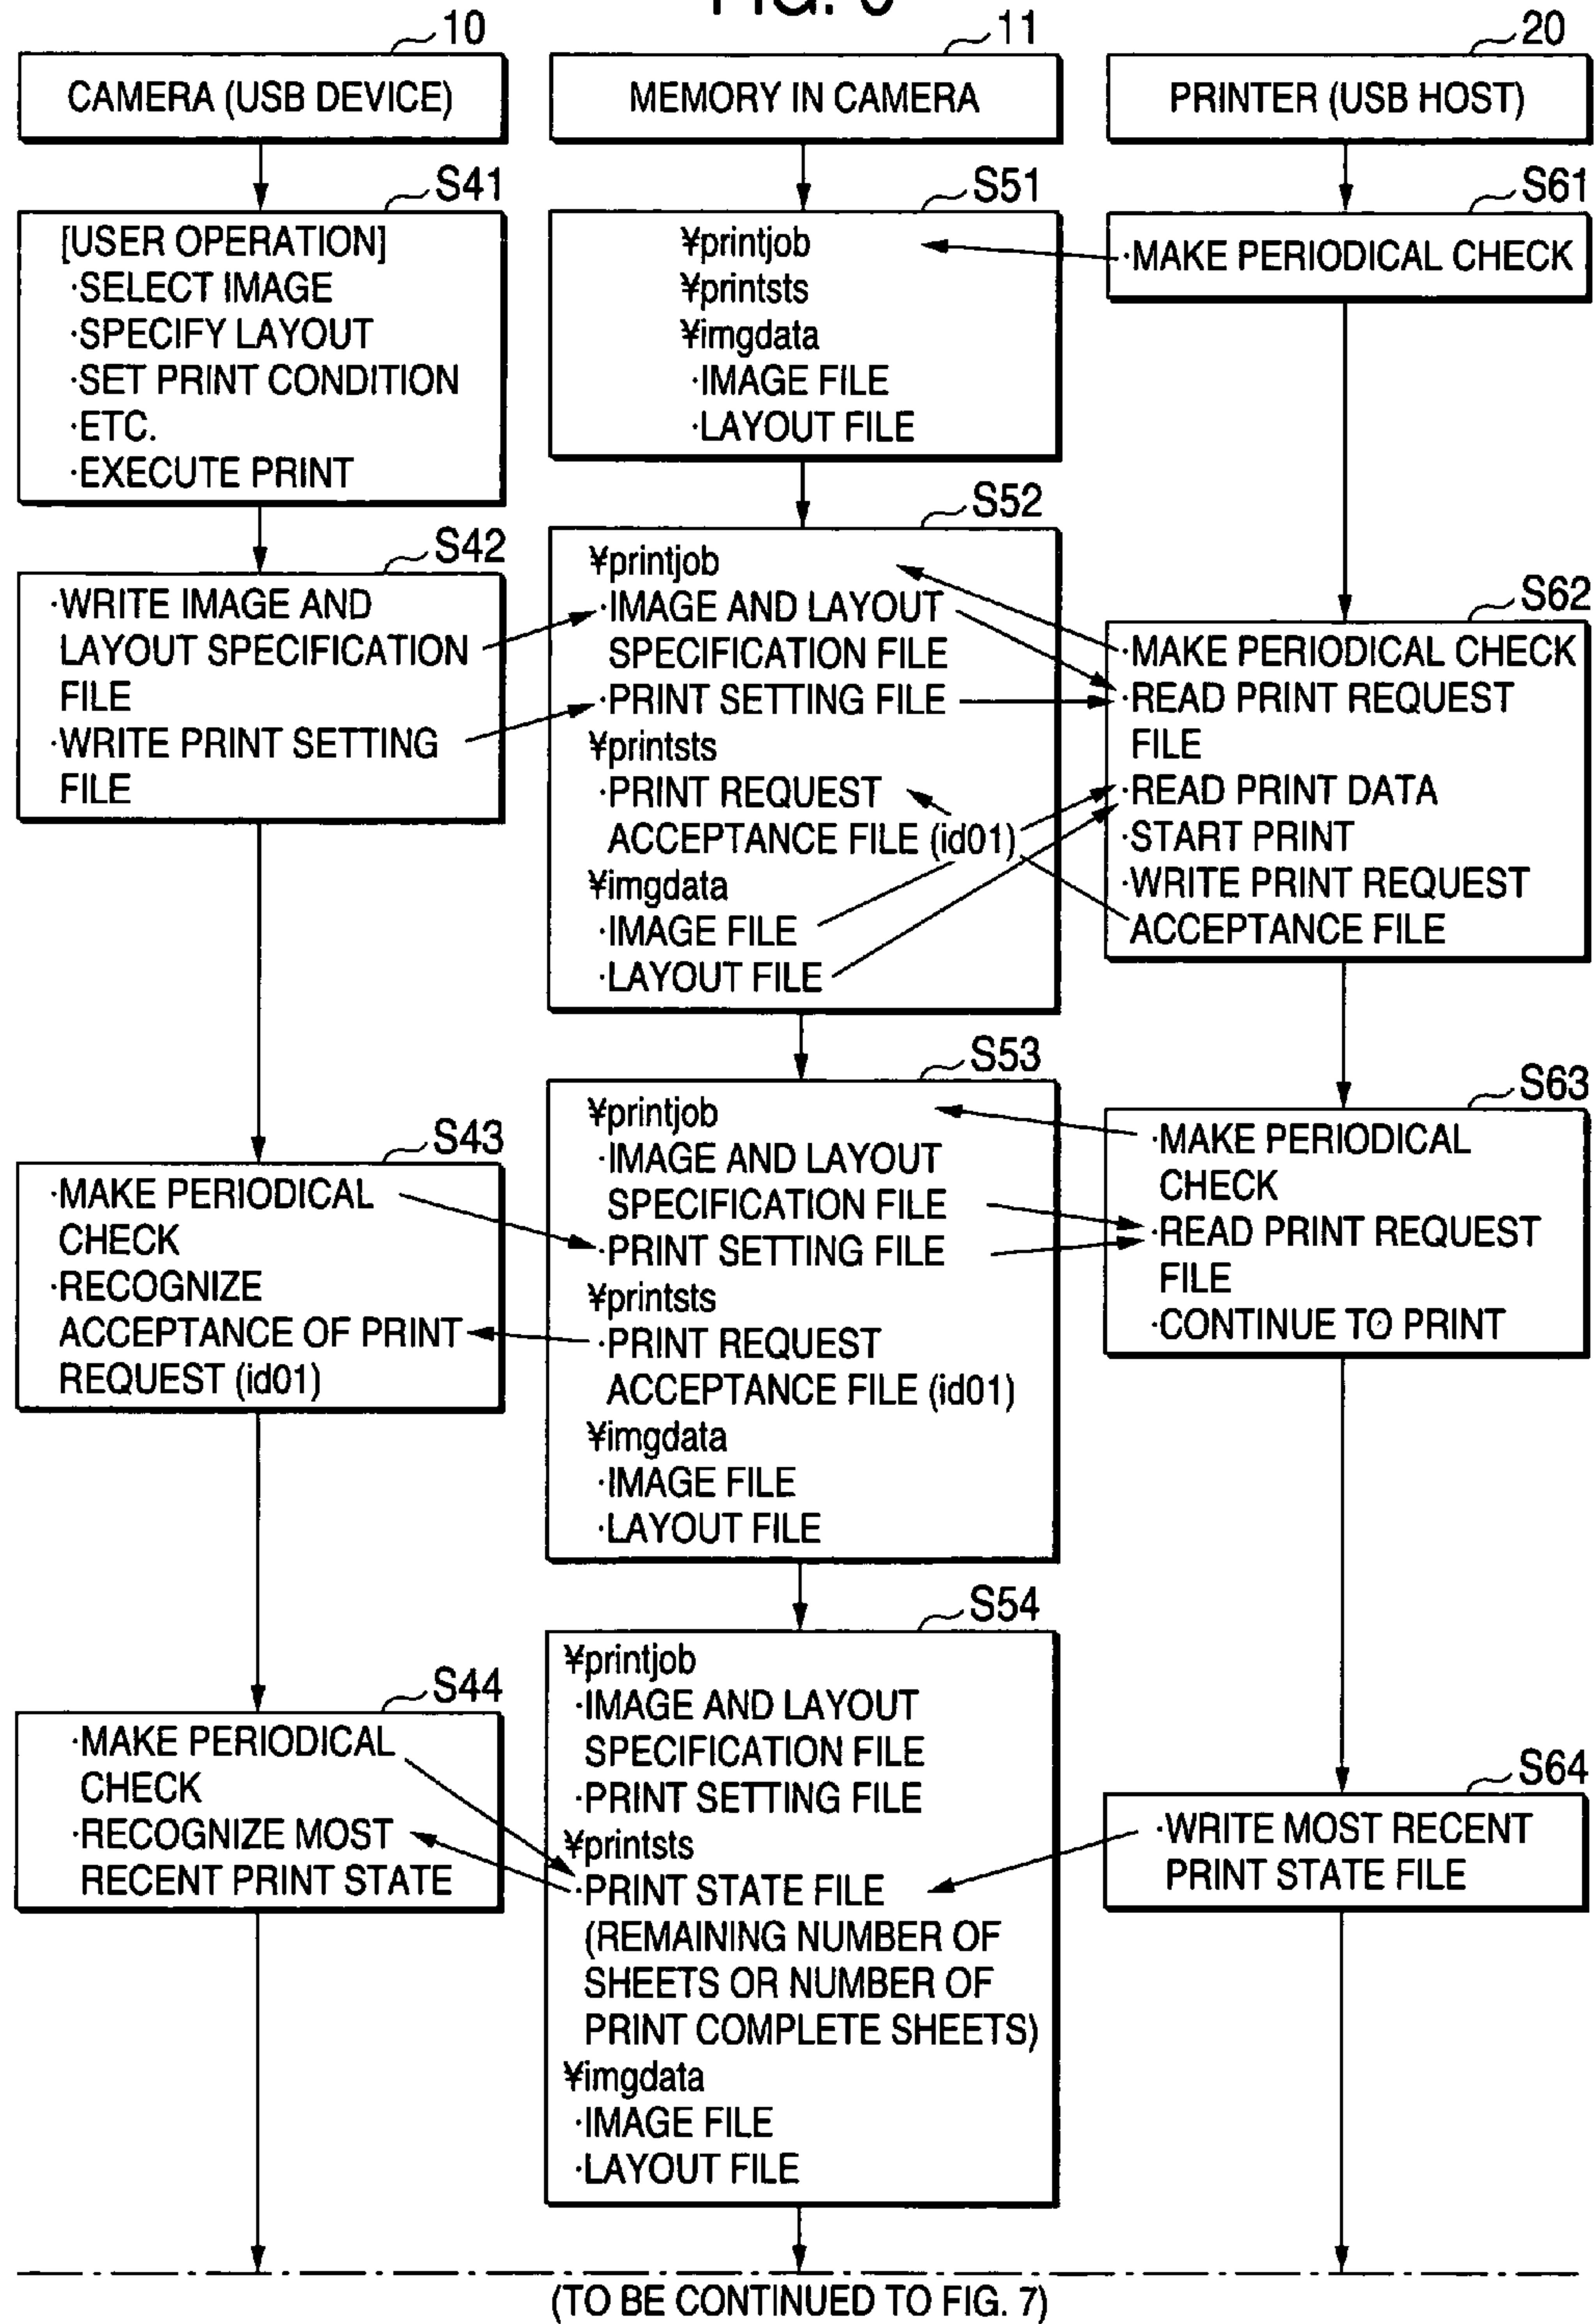 10
11
20
CAMERA (USB DEVICE)
MEMORY IN CAMERA
PRINTER (USB HOST)
S41
[USER OPERATION]
·SELECT IMAGE
·SPECIFY LAYOUT
·SET PRINT CONDITION
·ETC.
·EXECUTE PRINT
S51
¥printjob
¥printsts
¥imgdata
·IMAGE FILE
·LAYOUT FILE
S61
·MAKE PERIODICAL CHECK
S42
·WRITE IMAGE AND
LAYOUT SPECIFICATION
FILE
·WRITE PRINT SETTING
FILE
S52
¥printjob
·IMAGE AND LAYOUT
SPECIFICATION FILE
·PRINT SETTING FILE
¥printsts
·PRINT REQUEST
ACCEPTANCE FILE (id01)
¥imgdata
·IMAGE FILE
·LAYOUT FILE
S62
·MAKE PERIODICAL CHECK
·READ PRINT REQUEST
FILE
·READ PRINT DATA
·START PRINT
·WRITE PRINT REQUEST
ACCEPTANCE FILE
S43
·MAKE PERIODICAL
CHECK
·RECOGNIZE
ACCEPTANCE OF PRINT
REQUEST (id01)
S53
¥printjob
·IMAGE AND LAYOUT
SPECIFICATION FILE
·PRINT SETTING FILE
¥printsts
·PRINT REQUEST
ACCEPTANCE FILE (id01)
¥imgdata
·IMAGE FILE
·LAYOUT FILE
S63
·MAKE PERIODICAL
CHECK
·READ PRINT REQUEST
FILE
·CONTINUE TO PRINT
S44
·MAKE PERIODICAL
CHECK
·RECOGNIZE MOST
RECENT PRINT STATE
S54
¥printjob
·IMAGE AND LAYOUT
SPECIFICATION FILE
·PRINT SETTING FILE
¥printsts
·PRINT STATE FILE
(REMAINING NUMBER OF
SHEETS OR NUMBER OF
PRINT COMPLETE SHEETS)
¥imgdata
·IMAGE FILE
·LAYOUT FILE
S64
·WRITE MOST RECENT
PRINT STATE FILE
(TO BE CONTINUED TO FIG. 7)